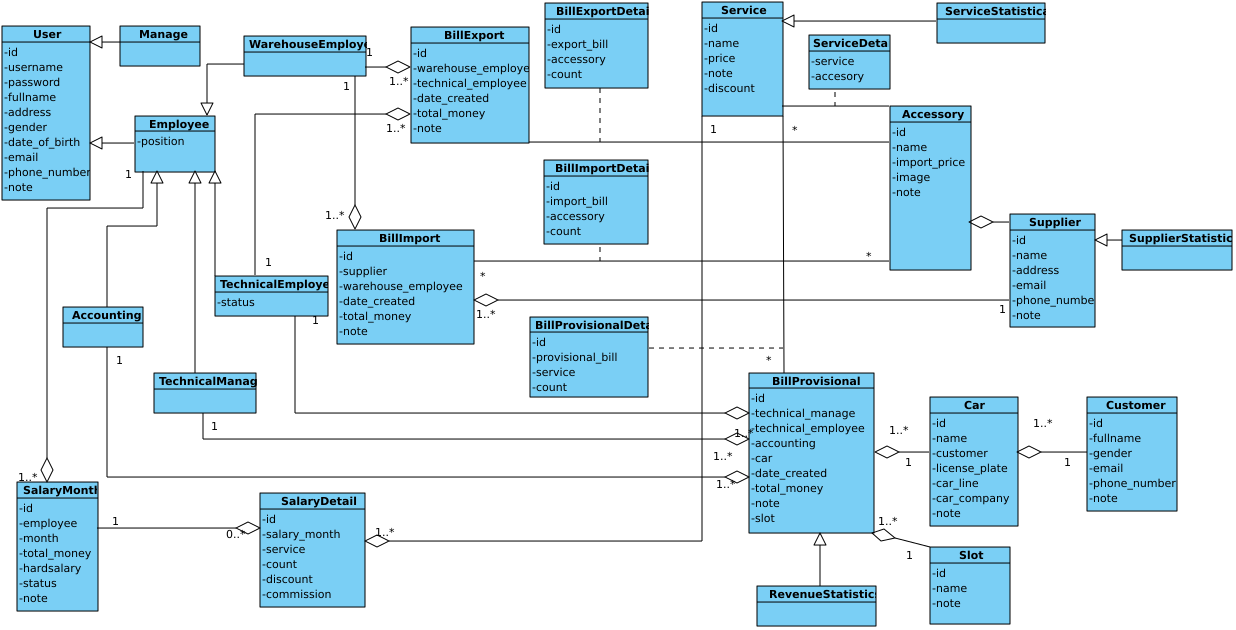 User
-id
-username
-password
-fullname
-address
-gender
-date_of_birth
-email
-phone_number
-note
Manage
WarehouseEmploye
1
1
Employee
-position
1
BillExport
-id
-warehouse_employe
-technical_employee
-date_created
-total_money
-note
1..*
1..*
BillExportDetai
-id
-export_bill
-accessory
-count
Service
-id
-name
-price
-note
-discount
1
*
ServiceStatistica
ServiceDeta
-service
-accesory
Accessory
-id
-name
-import_price
-image
-note
BillImportDetai
-id
-import_bill
-accessory
-count
Supplier
-id
-name
-address
-email
-phone_numbe
-note
1
SupplierStatistic
1..*
BillImport
-id
-supplier
-warehouse_employee
-date_created
-total_money
-note
*
*
1..*
1
TechnicalEmploye
-status
1
Accounting
1
TechnicalManag
1
BillProvisionalDeta
-id
-provisional_bill
-service
-count
*
BillProvisional
-id
-technical_manage
-technical_employee
-accounting
-car
-date_created
-total_money
-note
-slot
1..*
1..*
1..*
Car
-id
-name
-customer
-license_plate
-car_line
-car_company
-note
1..*
1
Customer
-id
-fullname
-gender
-email
-phone_number
-note
1..*
1
1..*
SalaryMonth
-id
-employee
-month
-total_money
-hardsalary
-status
-note
1
0..*
SalaryDetail
-id
-salary_month
-service
-count
-discount
-commission
1..*
1..*
1
Slot
-id
-name
-note
RevenueStatistic